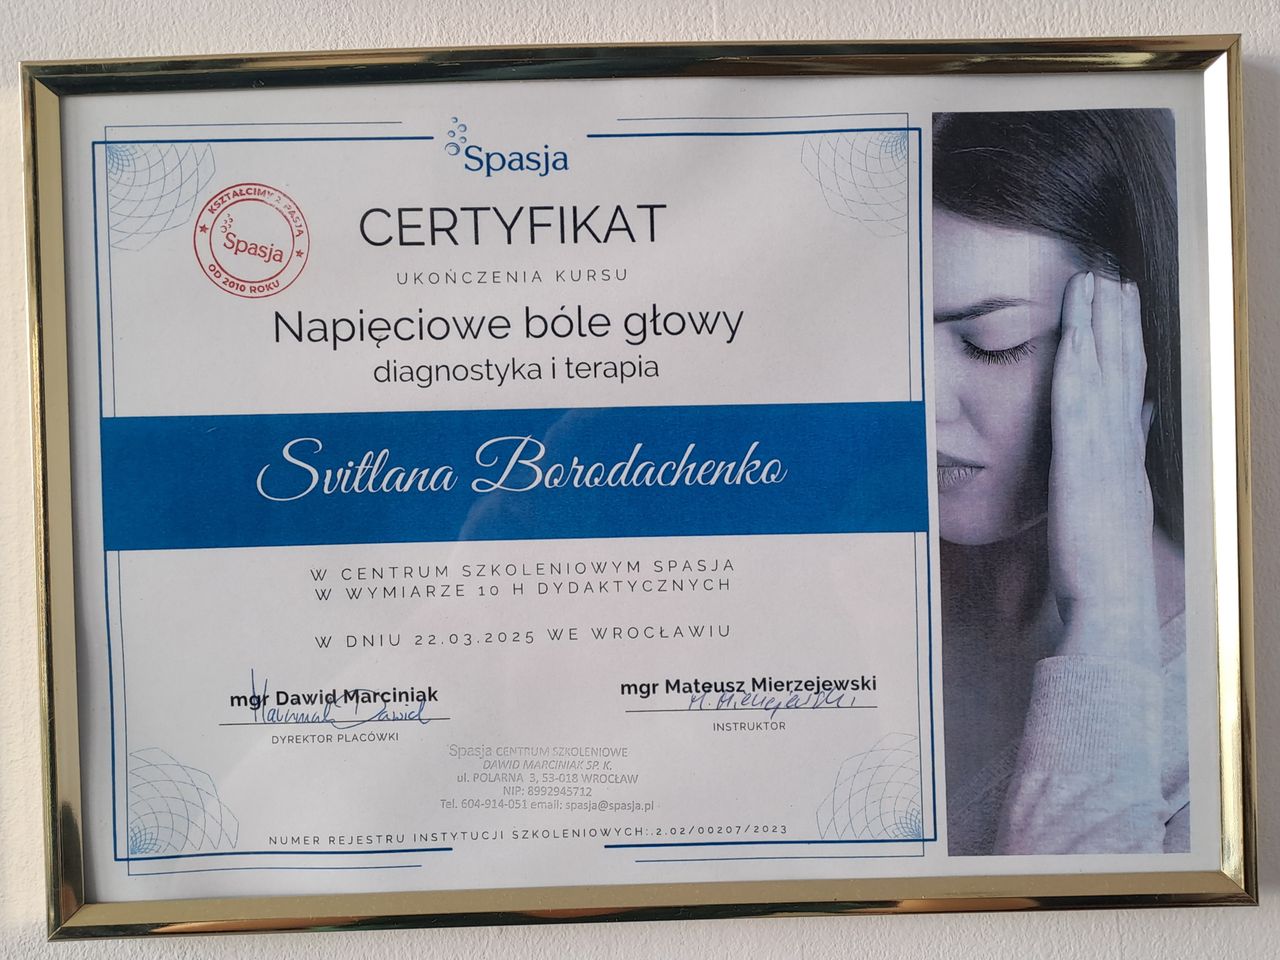 Spasja
KSZTAŁCIMY Z PASJĄ
Spasja
OD 2010 ROKU
CERTYFIKAT
UKOŃCZENIA KURSU
Napięciowe bóle głowy
diagnostyka i terapia
Svitlana Borodachenko
W CENTRUM SZKOLENIOWYM SPASJA
W WYMIARZE 10 H DYDAKTYCZNYCH
W DNIU 22.03.2025 WE WROCŁAWIU
mgr Dawid Marciniak
Marciniak Dawid
DYREKTOR PLACÓWKI
mgr Mateusz Mierzejewski
M. Mierzejewski
INSTRUKTOR
Spasja CENTRUM SZKOLENIOWE
DAWID MARCINIAK SP. K.
ul. POLARNA 3, 53-018 WROCŁAW
NIP: 8992945712
Tel. 604-914-051 email: spasja@spasja.pl
NUMER REJESTRU INSTYTUCJI SZKOLENIOWYCH:.2.02/00207/2023